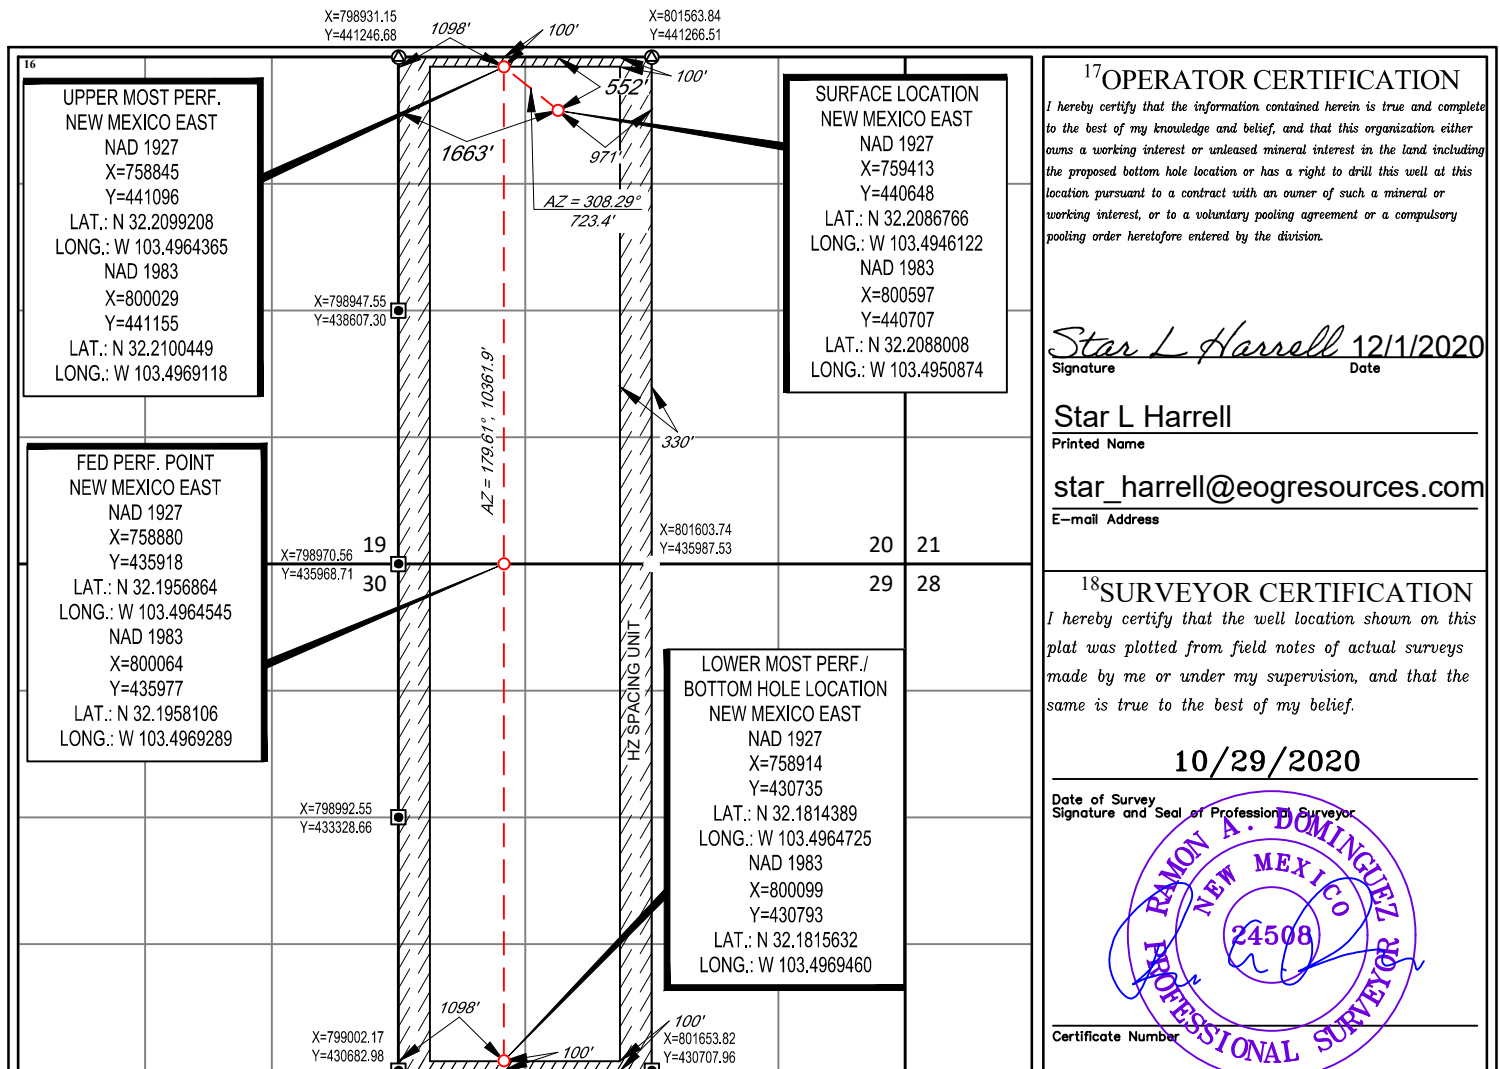 X=798931.15
Y=441246.68
1098'
100'
X=801563.84
Y=441266.51
16
100'
552'
1663'
971'
AZ = 308.29°
723.4'
UPPER MOST PERF.
NEW MEXICO EAST
NAD 1927
X=758845
Y=441096
LAT.: N 32.2099208
LONG.: W 103.4964365
NAD 1983
X=800029
Y=441155
LAT.: N 32.2100449
LONG.: W 103.4969118
SURFACE LOCATION
NEW MEXICO EAST
NAD 1927
X=759413
Y=440648
LAT.: N 32.2086766
LONG.: W 103.4946122
NAD 1983
X=800597
Y=440707
LAT.: N 32.2088008
LONG.: W 103.4950874
X=798947.55
Y=438607.30
AZ = 179.61°, 10361.9'
330'
FED PERF. POINT
NEW MEXICO EAST
NAD 1927
X=758880
Y=435918
LAT.: N 32.1956864
LONG.: W 103.4964545
NAD 1983
X=800064
Y=435977
LAT.: N 32.1958106
LONG.: W 103.4969289
X=798970.56
Y=435968.71
19
30
X=801603.74
Y=435987.53
20
21
29
28
HZ SPACING UNIT
LOWER MOST PERF./
BOTTOM HOLE LOCATION
NEW MEXICO EAST
NAD 1927
X=758914
Y=430735
LAT.: N 32.1814389
LONG.: W 103.4964725
NAD 1983
X=800099
Y=430793
LAT.: N 32.1815632
LONG.: W 103.4969460
X=798992.55
Y=433328.66
X=799002.17
Y=430682.98
1098'
100'
100'
X=801653.82
Y=430707.96
17OPERATOR CERTIFICATION
I hereby certify that the information contained herein is true and complete
to the best of my knowledge and belief, and that this organization either
owns a working interest or unleased mineral interest in the land including
the proposed bottom hole location or has a right to drill this well at this
location pursuant to a contract with an owner of such a mineral or
working interest, or to a voluntary pooling agreement or a compulsory
pooling order heretofore entered by the division.
Star L Harrell 12/1/2020
Signature Date
Star L Harrell
Printed Name
star_harrell@eogresources.com
E-mail Address
18SURVEYOR CERTIFICATION
I hereby certify that the well location shown on this
plat was plotted from field notes of actual surveys
made by me or under my supervision, and that the
same is true to the best of my belief.
10/29/2020
Date of Survey
Signature and Seal of Professional Surveyor
RAMON A. DOMINGUEZ
NEW MEXICO
24508
PROFESSIONAL SURVEYOR
Certificate Number